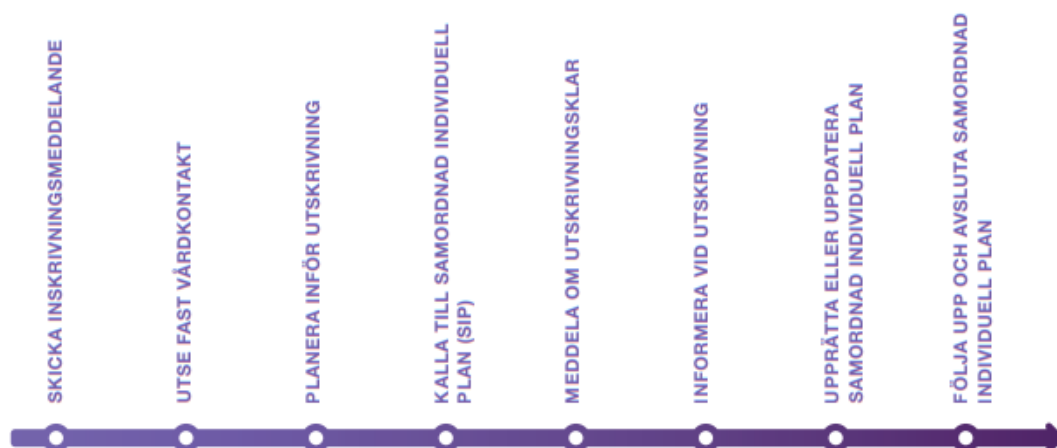 SKICKA INSKRIVNINGSMEDDELANDE
UTSE FAST VÅRDKONTAKT
PLANERA INFÖR UTSKRIVNING
KALLA TILL SAMORDNAD INDIVIDUELL
PLAN (SIP)
MEDDELA OM UTSKRIVNINGSKLAR
INFORMERA VID UTSKRIVNING
UPPRÄTTA ELLER UPPDATERA
SAMORDNAD INDIVIDUELL PLAN
FÖLJA UPP OCH AVSLUTA SAMORDNAD
INDIVIDUELL PLAN